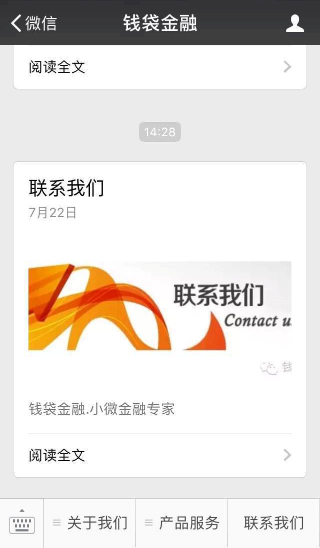 微信
钱袋金融
阅读全文
14:28
联系我们
7月22日
联系我们
Contact u
钱
钱袋金融.小微金融专家
阅读全文
关于我们
产品服务
联系我们